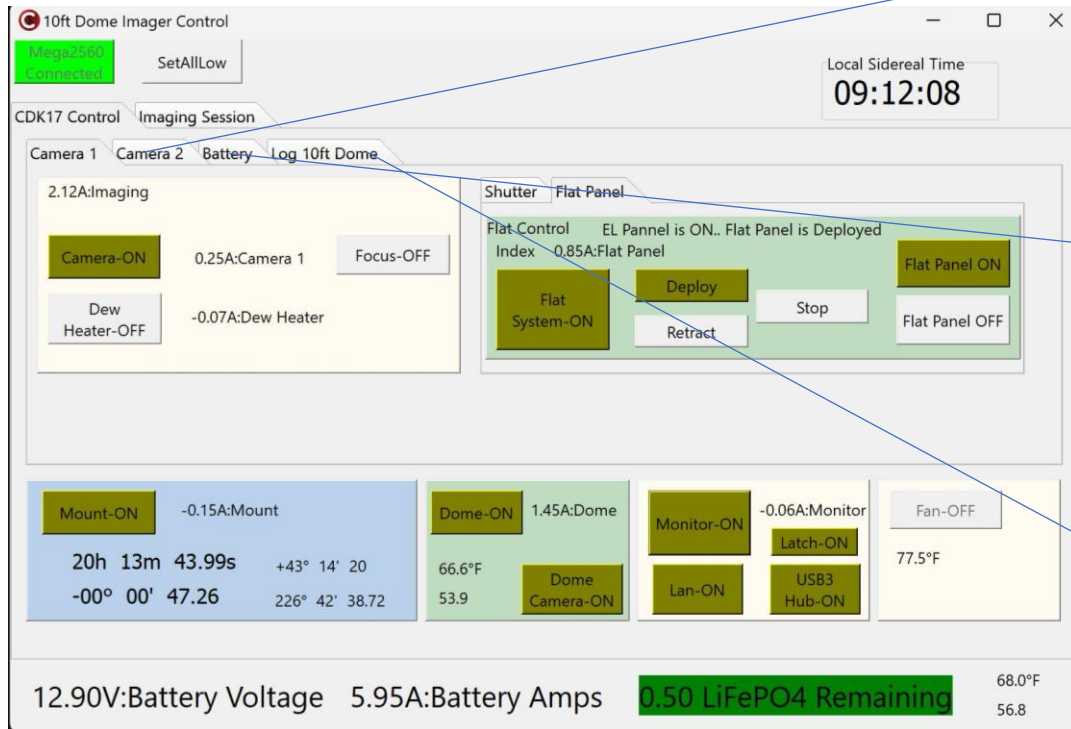 10ft Dome Imager Control
Mega2560
Connected
SetAllLow
Local Sidereal Time
09:12:08
CDK17 Control Imaging Session
Camera 1 Camera 2 Battery Log 10ft Dome
2.12A:Imaging
Camera-ON 0.25A:Camera 1 Focus-OFF
Dew
Heater-OFF
-0.07A:Dew Heater
Shutter Flat Panel
Flat Control EL Pannel is ON.. Flat Panel is Deployed
Index 0.85A:Flat Panel
Flat
System-ON
Deploy
Retract
Stop
Flat Panel ON
Flat Panel OFF
Mount-ON -0.15A:Mount
20h 13m 43.99s +43° 14' 20
-00° 00' 47.26 226° 42' 38.72
Dome-ON 1.45A:Dome
66.6°F
53.9
Dome
Camera-ON
Monitor-ON
-0.06A:Monitor
Latch-ON
Lan-ON
USB3
Hub-ON
Fan-OFF
77.5°F
12.90V:Battery Voltage 5.95A:Battery Amps 0.50 LiFePO4 Remaining
68.0°F
56.8